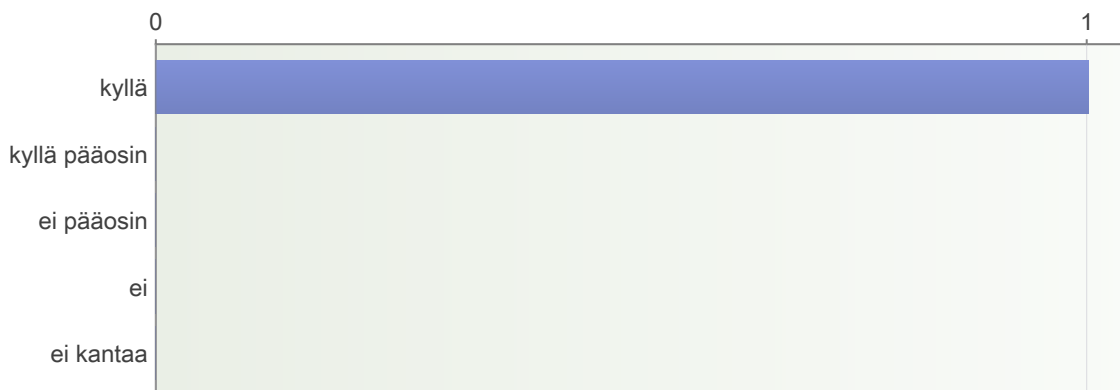 0 1
kyllä
kyllä pääosin
ei pääosin
ei
ei kantaa